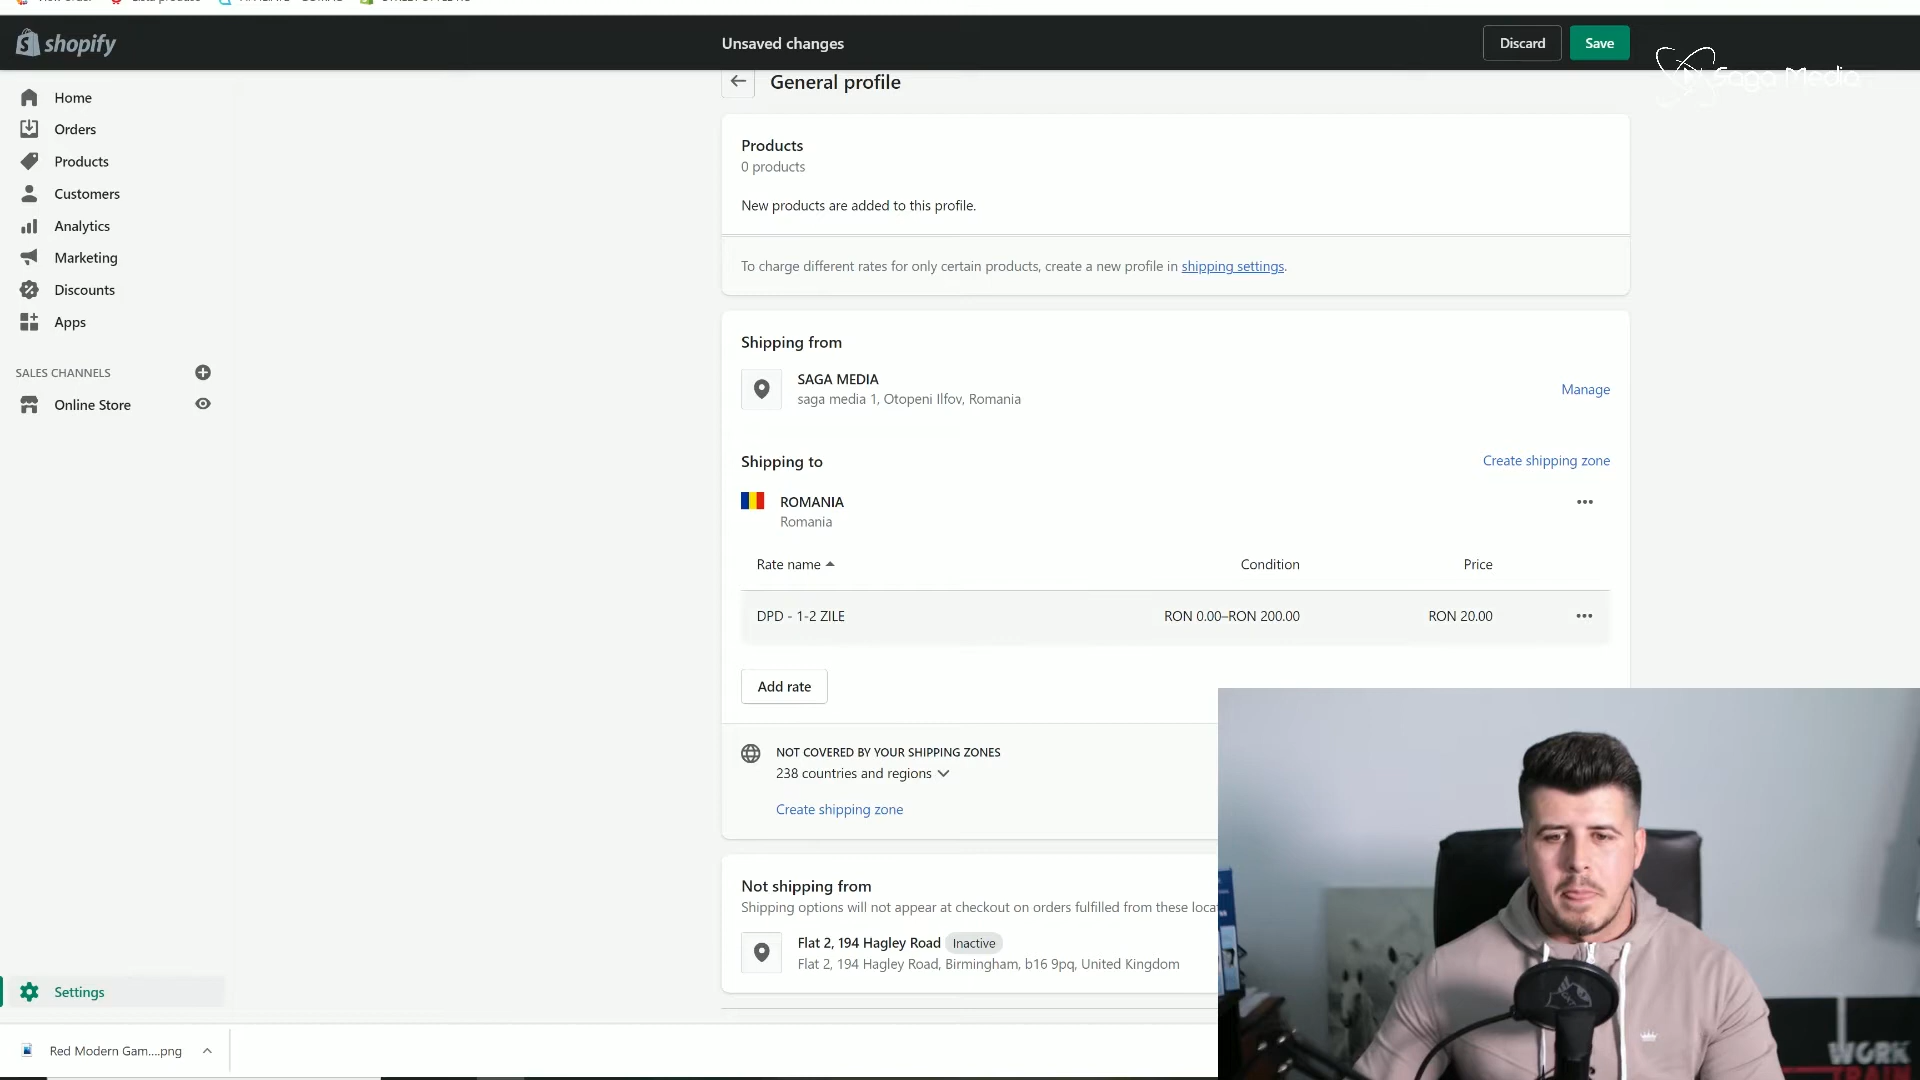 shopify
Unsaved changes
Discard
Save
Saga Media
Home
Orders
Products
Customers
Analytics
Marketing
Discounts
Apps
SALES CHANNELS
Online Store
Settings
General profile
Products
0 products
New products are added to this profile.
To charge different rates for only certain products, create a new profile in shipping settings.
Shipping from
SAGA MEDIA
saga media 1, Otopeni Ilfov, Romania
Manage
Shipping to
Create shipping zone
ROMANIA
Romania
Rate name Condition Price
DPD - 1-2 ZILE RON 0.00–RON 200.00 RON 20.00
Add rate
NOT COVERED BY YOUR SHIPPING ZONES
238 countries and regions
Create shipping zone
Not shipping from
Shipping options will not appear at checkout on orders fulfilled from these
Flat 2, 194 Hagley Road Inactive
Flat 2, 194 Hagley Road, Birmingham, b16 9pq, United Kingdom
Red Modern Gam....png
WORK
TRAIN